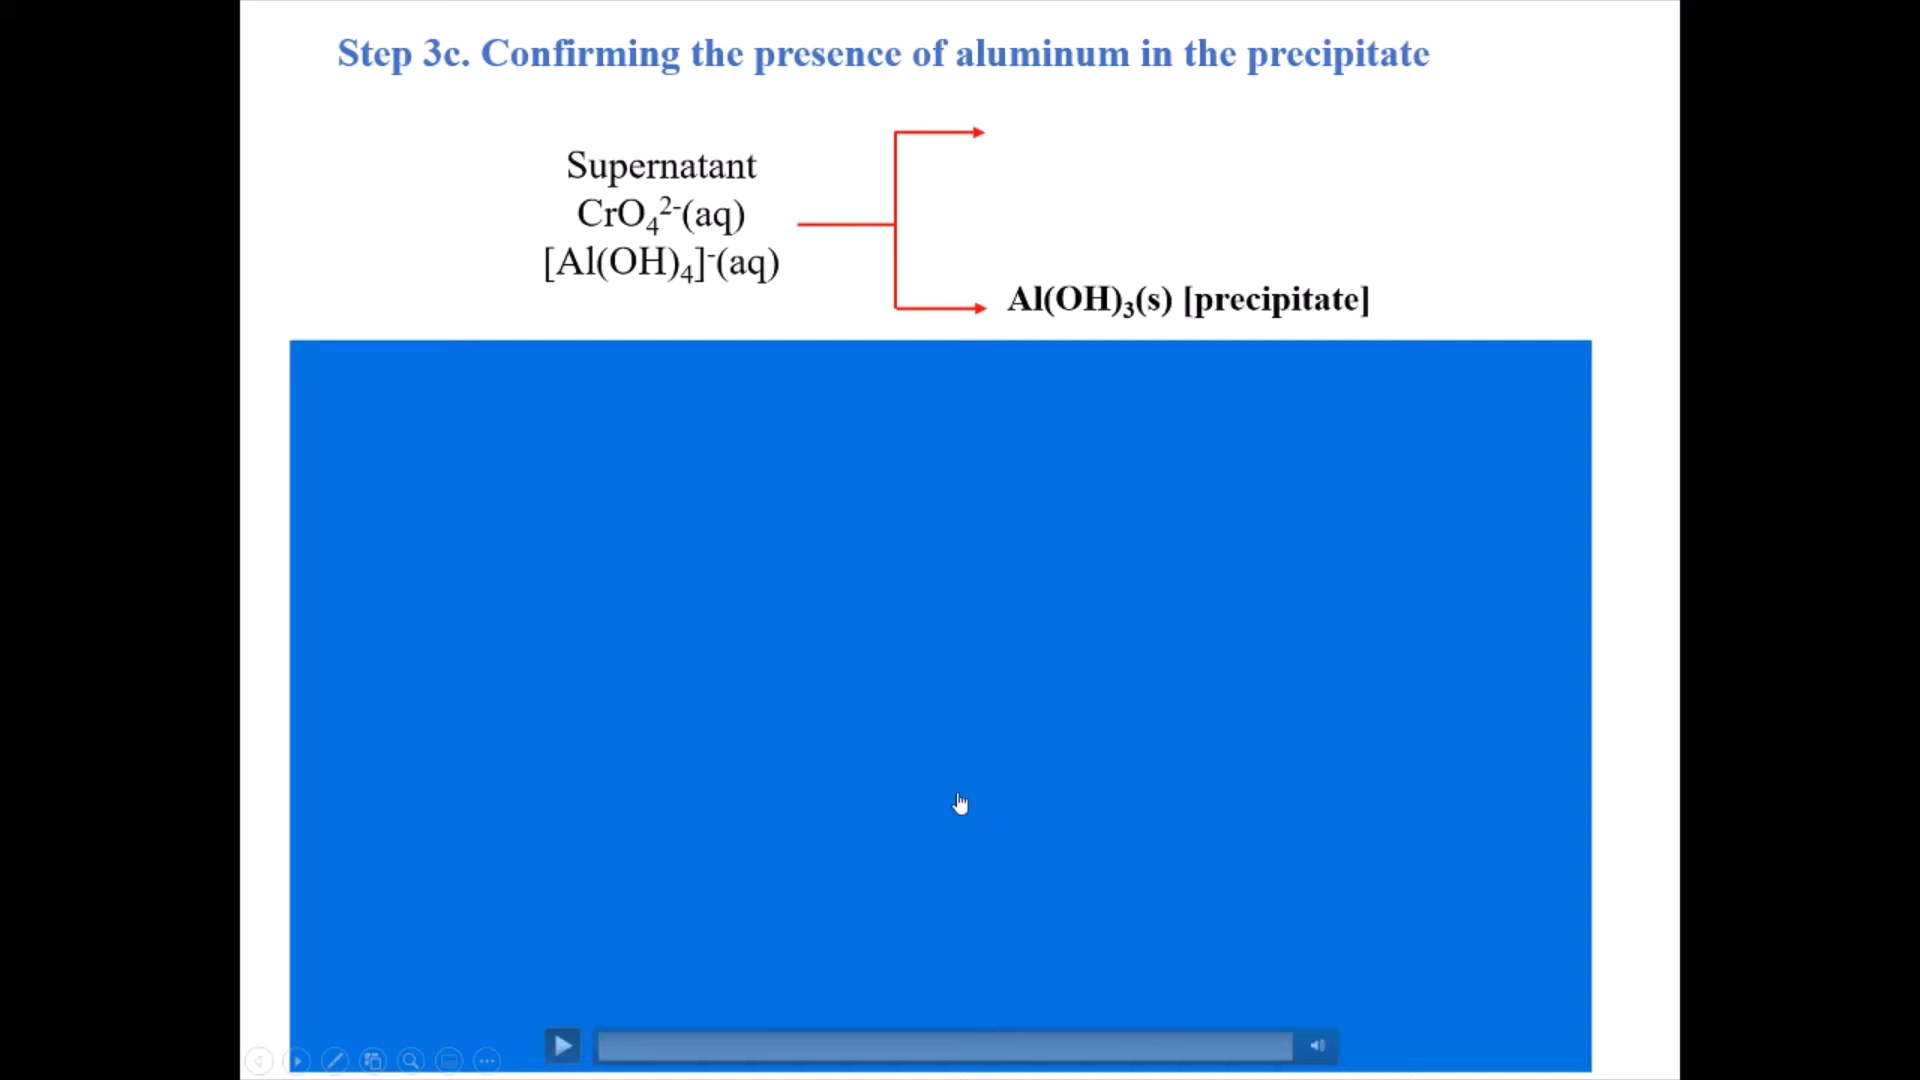 Step 3c. Confirming the presence of aluminum in the precipitate
Supernatant
CrO₄²⁻(aq)
[Al(OH)₄]⁻(aq)
Al(OH)₃(s) [precipitate]